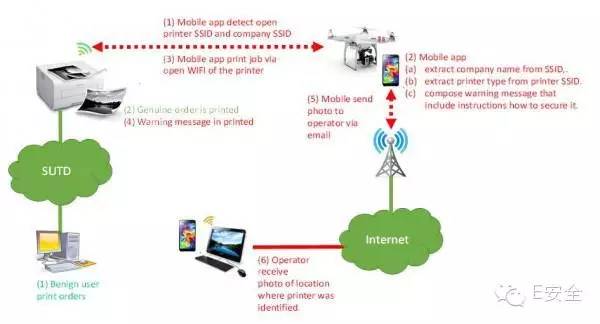 (1) Mobile app detect open
printer SSID and company SSID
(3) Mobile app print job via
open WIFI of the printer
(2) Mobile app
(a) extract company name from SSID,.
(b) extract printer type from printer SSID.
(c) compose warning message that
include instructions how to secure it.
(2) Genuine order is printed
(4) Warning message in printed
(5) Mobile send
photo to
operator via
email
SUTD
Internet
(1) Benign user
print orders
(6) Operator
receive
photo of location
where printer was
identified.
E安全